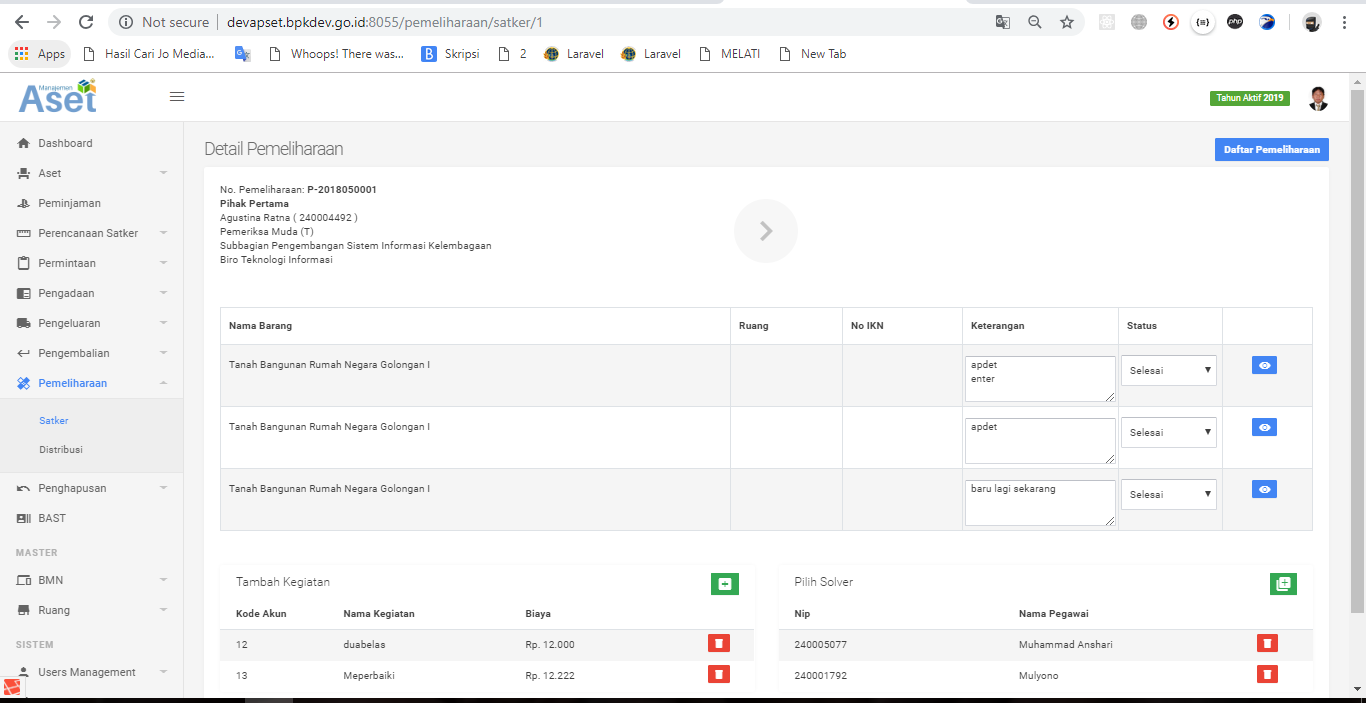 Not secure | devapset.bpkdev.go.id:8055/pemeliharaan/satker/1
Apps Hasil Cari Jo Media... Whoops! There was... B Skripsi 2 Laravel Laravel MELATI New Tab
Manajemen
Aset
Tahun Aktif 2019
Dashboard
Aset
Peminjaman
Perencanaan Satker
Permintaan
Pengadaan
Pengeluaran
Pengembalian
Pemeliharaan
Satker
Distribusi
Penghapusan
BAST
MASTER
BMN
Ruang
SISTEM
Users Management
Detail Pemeliharaan
Daftar Pemeliharaan
No. Pemeliharaan: P-2018050001
Pihak Pertama
Agustina Ratna ( 240004492 )
Pemeriksa Muda (T)
Subbagian Pengembangan Sistem Informasi Kelembagaan
Biro Teknologi Informasi
Nama Barang Ruang No IKN Keterangan Status
Tanah Bangunan Rumah Negara Golongan I apdet Selesai
enter
Tanah Bangunan Rumah Negara Golongan I apdet Selesai
Tanah Bangunan Rumah Negara Golongan I baru lagi sekarang Selesai
Tambah Kegiatan
Kode Akun Nama Kegiatan Biaya
12 duabelas Rp. 12.000
13 Meperbaiki Rp. 12.222
Pilih Solver
Nip Nama Pegawai
240005077 Muhammad Anshari
240001792 Mulyono